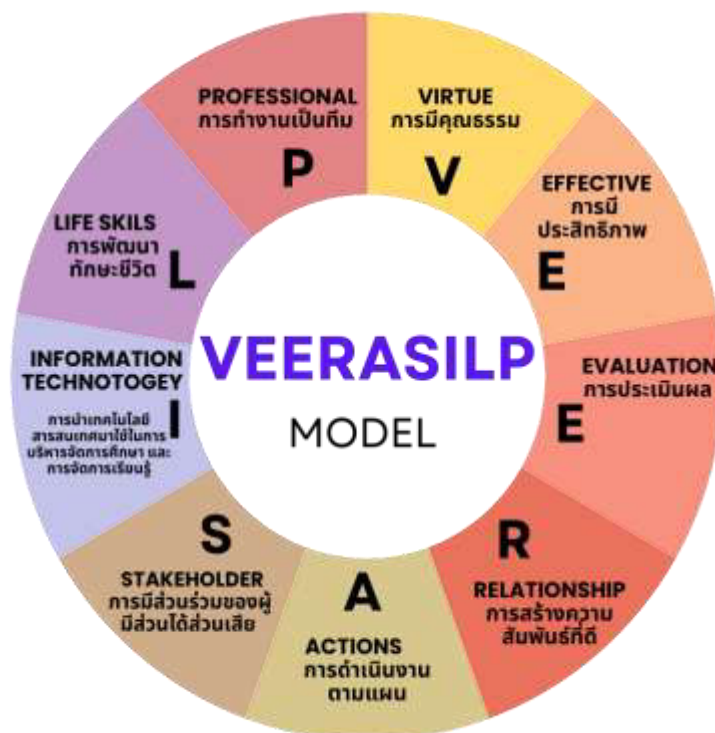 VEERASILP
MODEL
VIRTUE
การมีคุณธรรม
V
EFFECTIVE
การมี
ประสิทธิภาพ
E
EVALUATION
การประเมินผล
E
R
RELATIONSHIP
การสร้างความ
สัมพันธ์ที่ดี
A
ACTIONS
การดำเนินงาน
ตามแผน
S
STAKEHOLDER
การมีส่วนร่วมของผู้
มีส่วนได้ส่วนเสีย
INFORMATION
TECHNOTOGEY
I
การนำเทคโนโลยี
สารสนเทศมาใช้ในการ
บริหารจัดการศึกษา และ
การจัดการเรียนรู้
LIFE SKILS
การพัฒนา
ทักษะชีวิต
L
PROFESSIONAL
การทำงานเป็นทีม
P